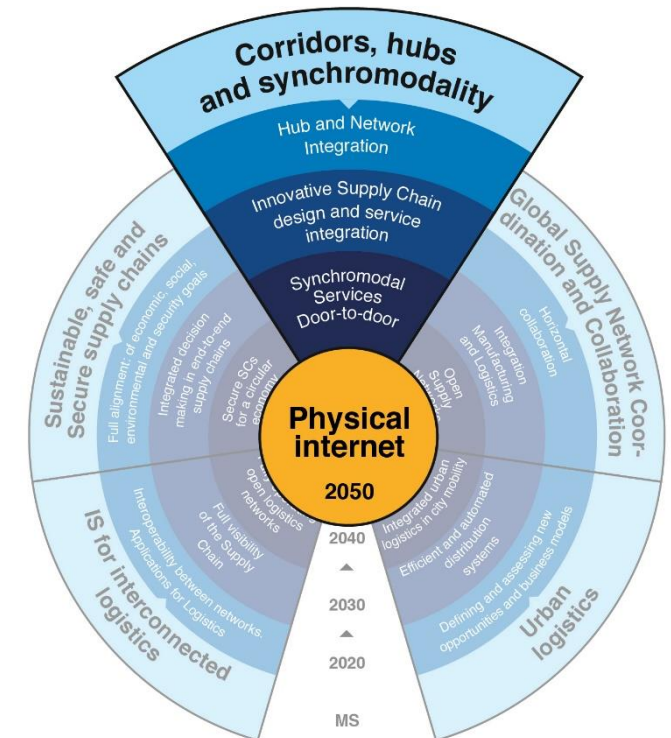 Corridors, hubs
and synchromodality
Hub and Network
Integration
Innovative Supply Chain
design and service
integration
Synchromodal
Services
Door-to-door
Global Supply Network Coor-
dination and Collaboration
Horizontal
collaboration
Integration
Manufacturing
and Logistics
Open
Supply
Urban
logistics
Defining and assessing new
opportunities and business models
Efficient and automated
distribution
systems
Integrated urban
logistics in city mobility
IS for interconnected
logistics
Interoperability between networks.
Applications for Logistics
Full visibility
of the Supply
Chain
open logistics
networks
Sustainable, safe and
Secure supply chains
Full alignment: of economic, social,
environmental and security goals
Integrated decision
making in end-to-end
supply chains
Secure SCs
for a circular
economy
Physical
internet
2050
2040
2030
2020
MS